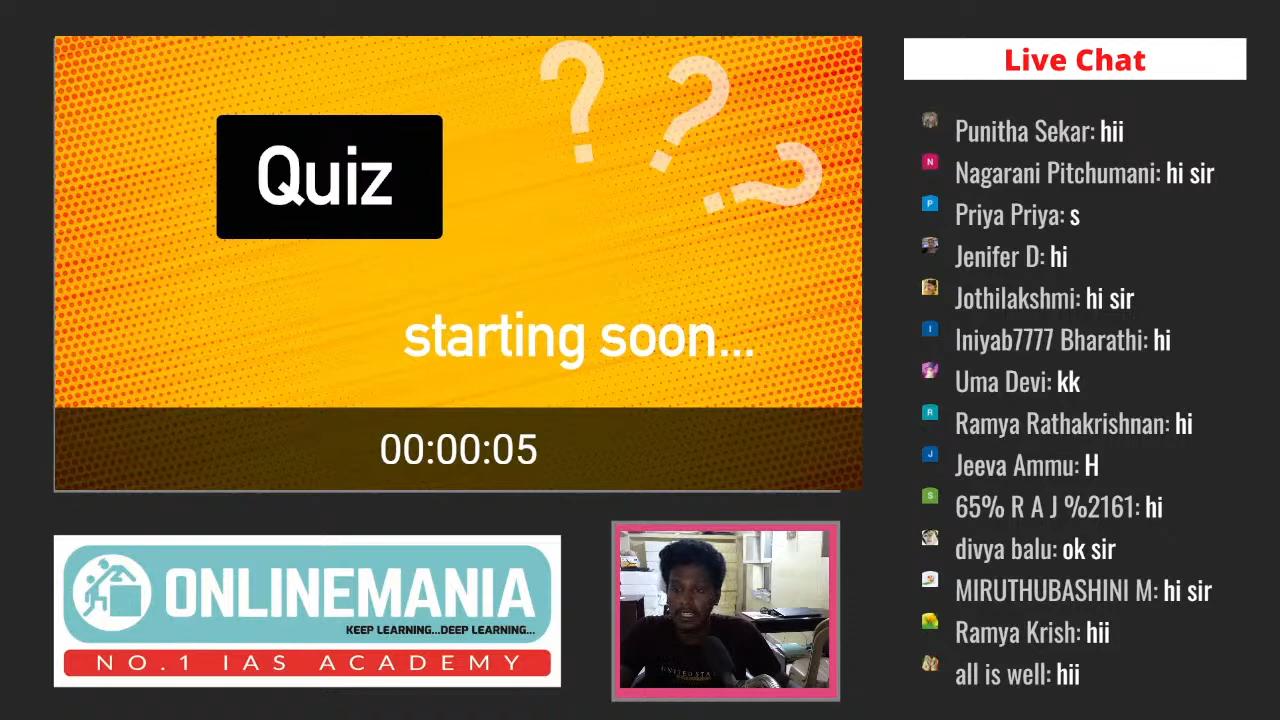 Quiz
starting soon...
00:00:05
ONLINEMANIA
KEEP LEARNING...DEEP LEARNING...
NO.1 IAS ACADEMY
UNITED STA
Live Chat
Punitha Sekar: hii
N
Nagarani Pitchumani: hi sir
P
Priya Priya: s
Jenifer D: hi
Jothilakshmi: hi sir
I
Iniyab7777 Bharathi: hi
Uma Devi: kk
R
Ramya Rathakrishnan: hi
J
Jeeva Ammu: H
S
65% R A J %2161: hi
divya balu: ok sir
MIRUTHUBASHINI M: hi sir
Ramya Krish: hii
all is well: hii